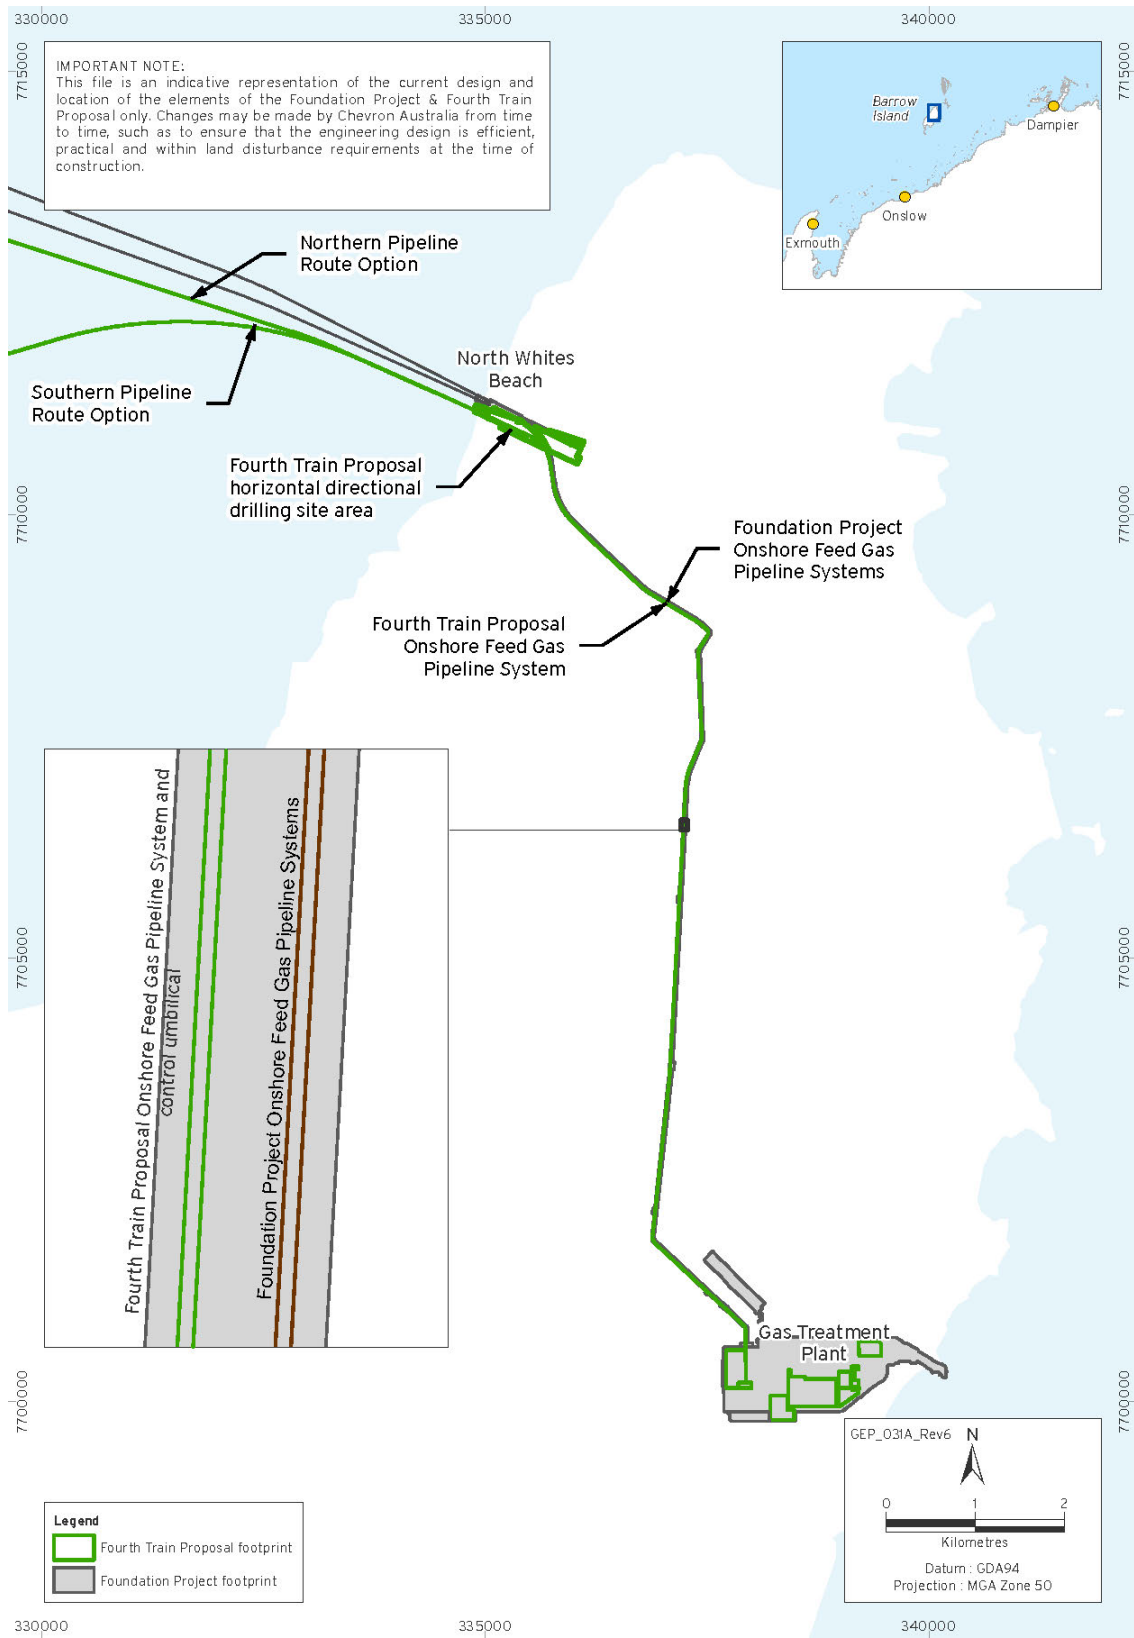 330000
335000
340000
7715000
7715000
IMPORTANT NOTE:
This file is an indicative representation of the current design and
location of the elements of the Foundation Project & Fourth Train
Proposal only. Changes may be made by Chevron Australia from time
to time, such as to ensure that the engineering design is efficient,
practical and within land disturbance requirements at the time of
construction.
Barrow
Island
Dampier
Onslow
Exmouth
Northern Pipeline
Route Option
North Whites
Beach
Southern Pipeline
Route Option
Fourth Train Proposal
horizontal directional
drilling site area
7710000
7710000
Foundation Project
Onshore Feed Gas
Pipeline Systems
Fourth Train Proposal
Onshore Feed Gas
Pipeline System
Fourth Train Proposal Onshore Feed Gas Pipeline System and
control umbilical
Foundation Project Onshore Feed Gas Pipeline Systems
7705000
7705000
Gas Treatment
Plant
7700000
7700000
GEP_031A_Rev6
N
0 1 2
Kilometres
Datum : GDA94
Projection : MGA Zone 50
Legend
Fourth Train Proposal footprint
Foundation Project footprint
330000
335000
340000